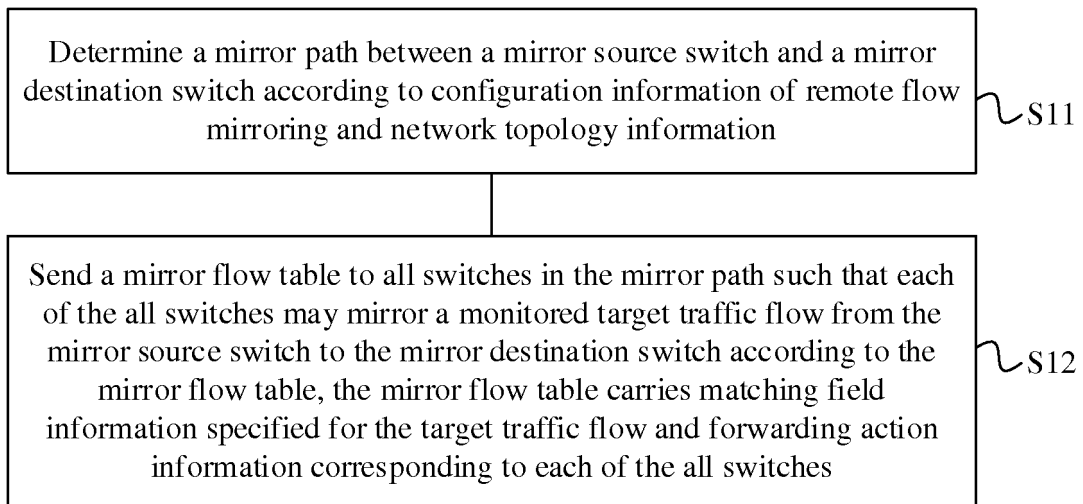 Determine a mirror path between a mirror source switch and a mirror
destination switch according to configuration information of remote flow
mirroring and network topology information
S11
Send a mirror flow table to all switches in the mirror path such that each
of the all switches may mirror a monitored target traffic flow from the
mirror source switch to the mirror destination switch according to the
mirror flow table, the mirror flow table carries matching field
information specified for the target traffic flow and forwarding action
information corresponding to each of the all switches
S12